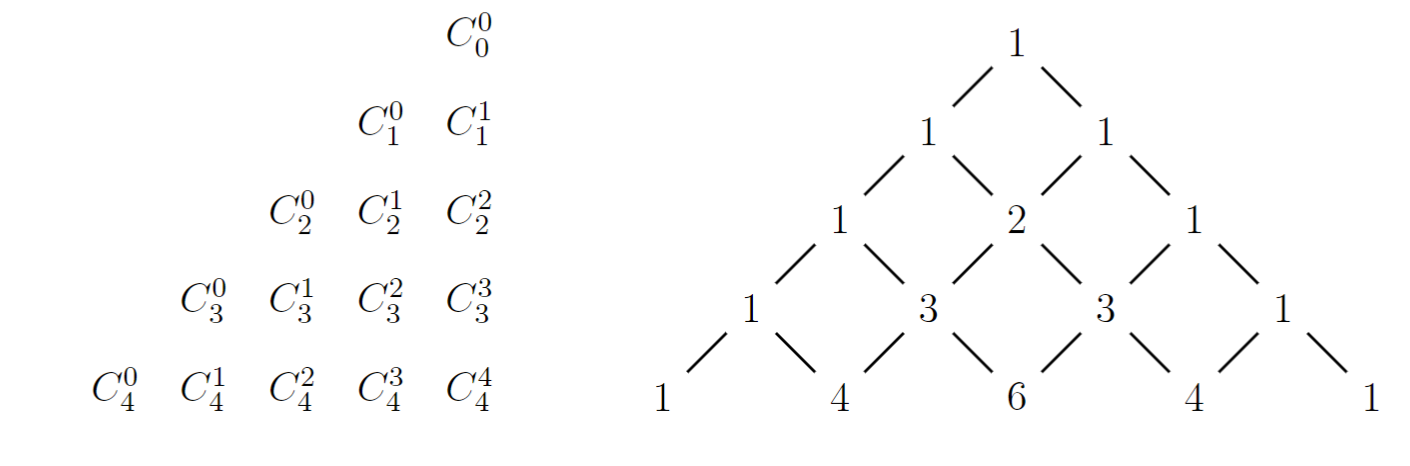 $C_0^0$
$C_1^0$ $C_1^1$
$C_2^0$ $C_2^1$ $C_2^2$
$C_3^0$ $C_3^1$ $C_3^2$ $C_3^3$
$C_4^0$ $C_4^1$ $C_4^2$ $C_4^3$ $C_4^4$
1
1 1
1 2 1
1 3 3 1
1 4 6 4 1